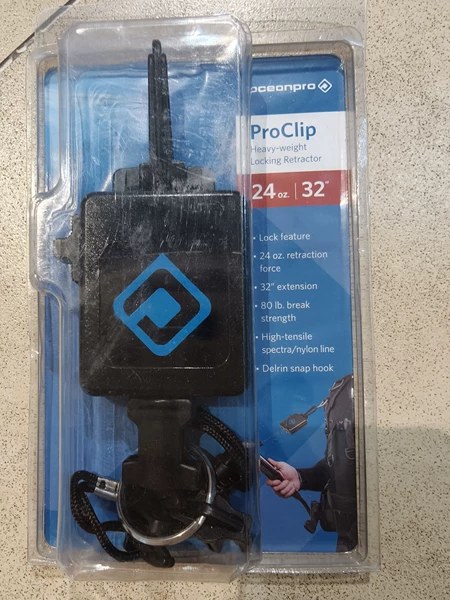 oceanpro
ProClip
Heavy-weight
Locking Retractor
24 oz. | 32"
• Lock feature
• 24 oz. retraction
force
• 32" extension
• 80 lb. break
strength
• High-tensile
spectra/nylon line
• Delrin snap hook